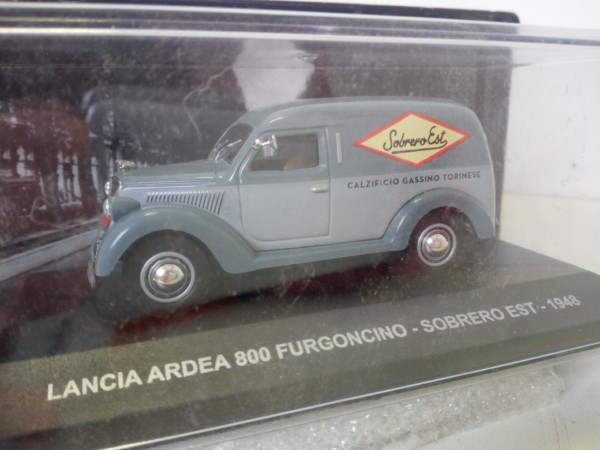 Sobrero Est
CALZIFICIO GASSINO TORINESE
LANCIA ARDEA 800 FURGONCINO - SOBRERO EST - 1948